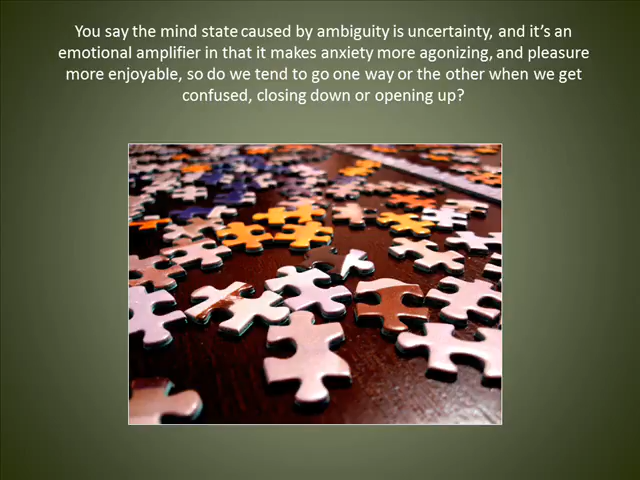 You say the mind state caused by ambiguity is uncertainty, and it’s an
emotional amplifier in that it makes anxiety more agonizing, and pleasure
more enjoyable, so do we tend to go one way or the other when we get
confused, closing down or opening up?